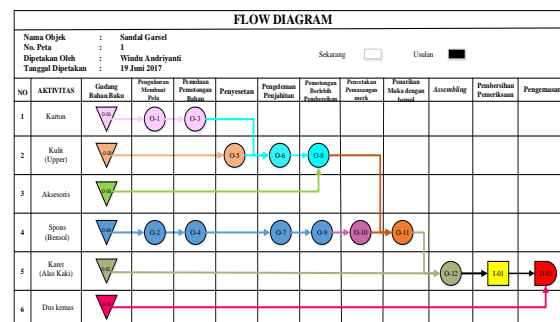 FLOW DIAGRAM
Nama Objek : Sandal Garsel
No. Peta : 1
Dipetakan Oleh : Windu Andriyanti
Tanggal Dipetakan : 19 Juni 2017
Sekarang Usulan
NO AKTIVITAS Gudang Bahan Baku Pengukuran Membuat Pola Pemolaan Pemotongan Bahan Penyesetan Pengeleman Penjahitan Pemotongan Berlebih Pembersihan Pencetakan Pemasangan merk Penarikan Muka dengan bensol Assembling Pembersihan Pemeriksaan Pengemasan
1 Karton O-1 O-3
2 Kulit (Upper) O-5 O-6 O-8
3 Aksesoris
4 Spons (Bensol) O-2 O-4 O-7 O-9 O-10 O-11
5 Karet (Alas Kaki) O-12 I-01
6 Dus kemas